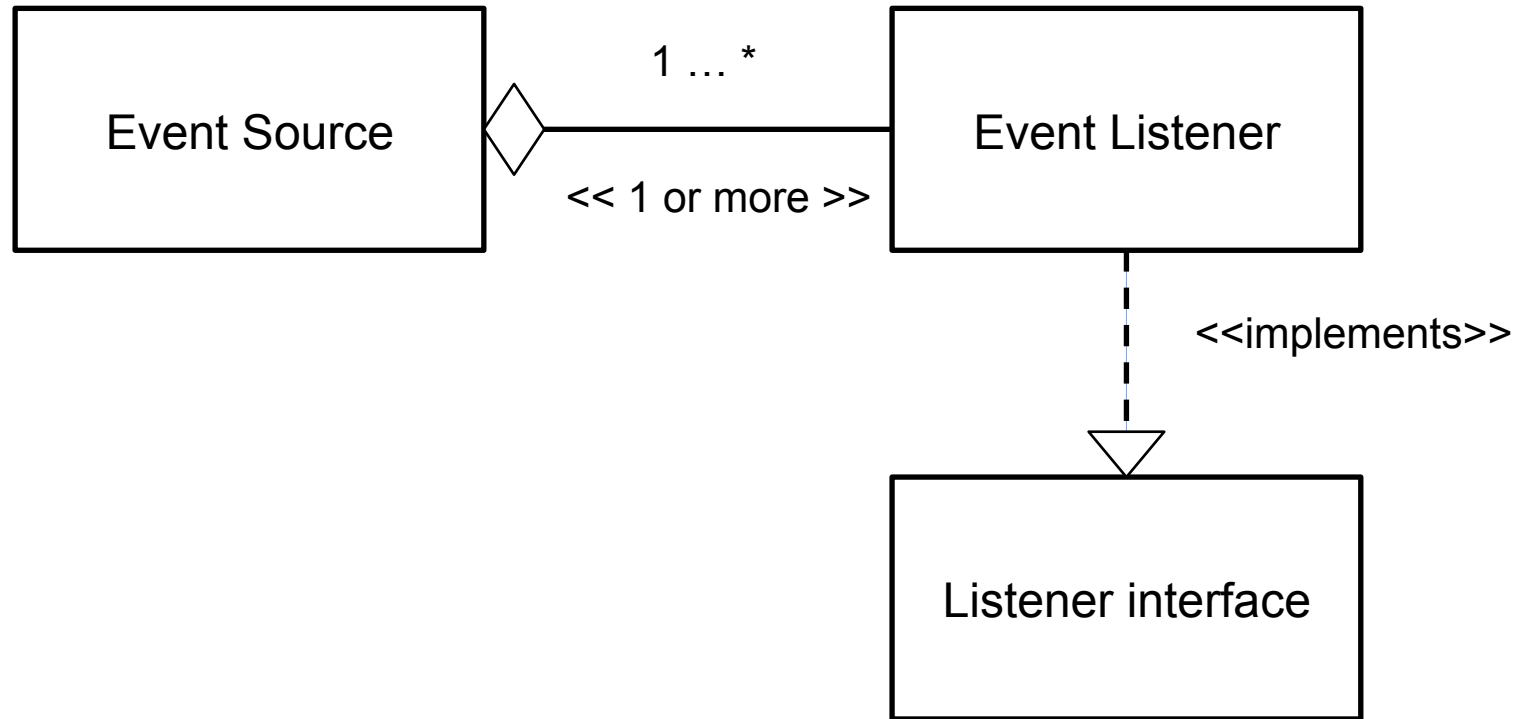 1 … *
Event Source
Event Listener
<< 1 or more >>
<<implements>>
Listener interface